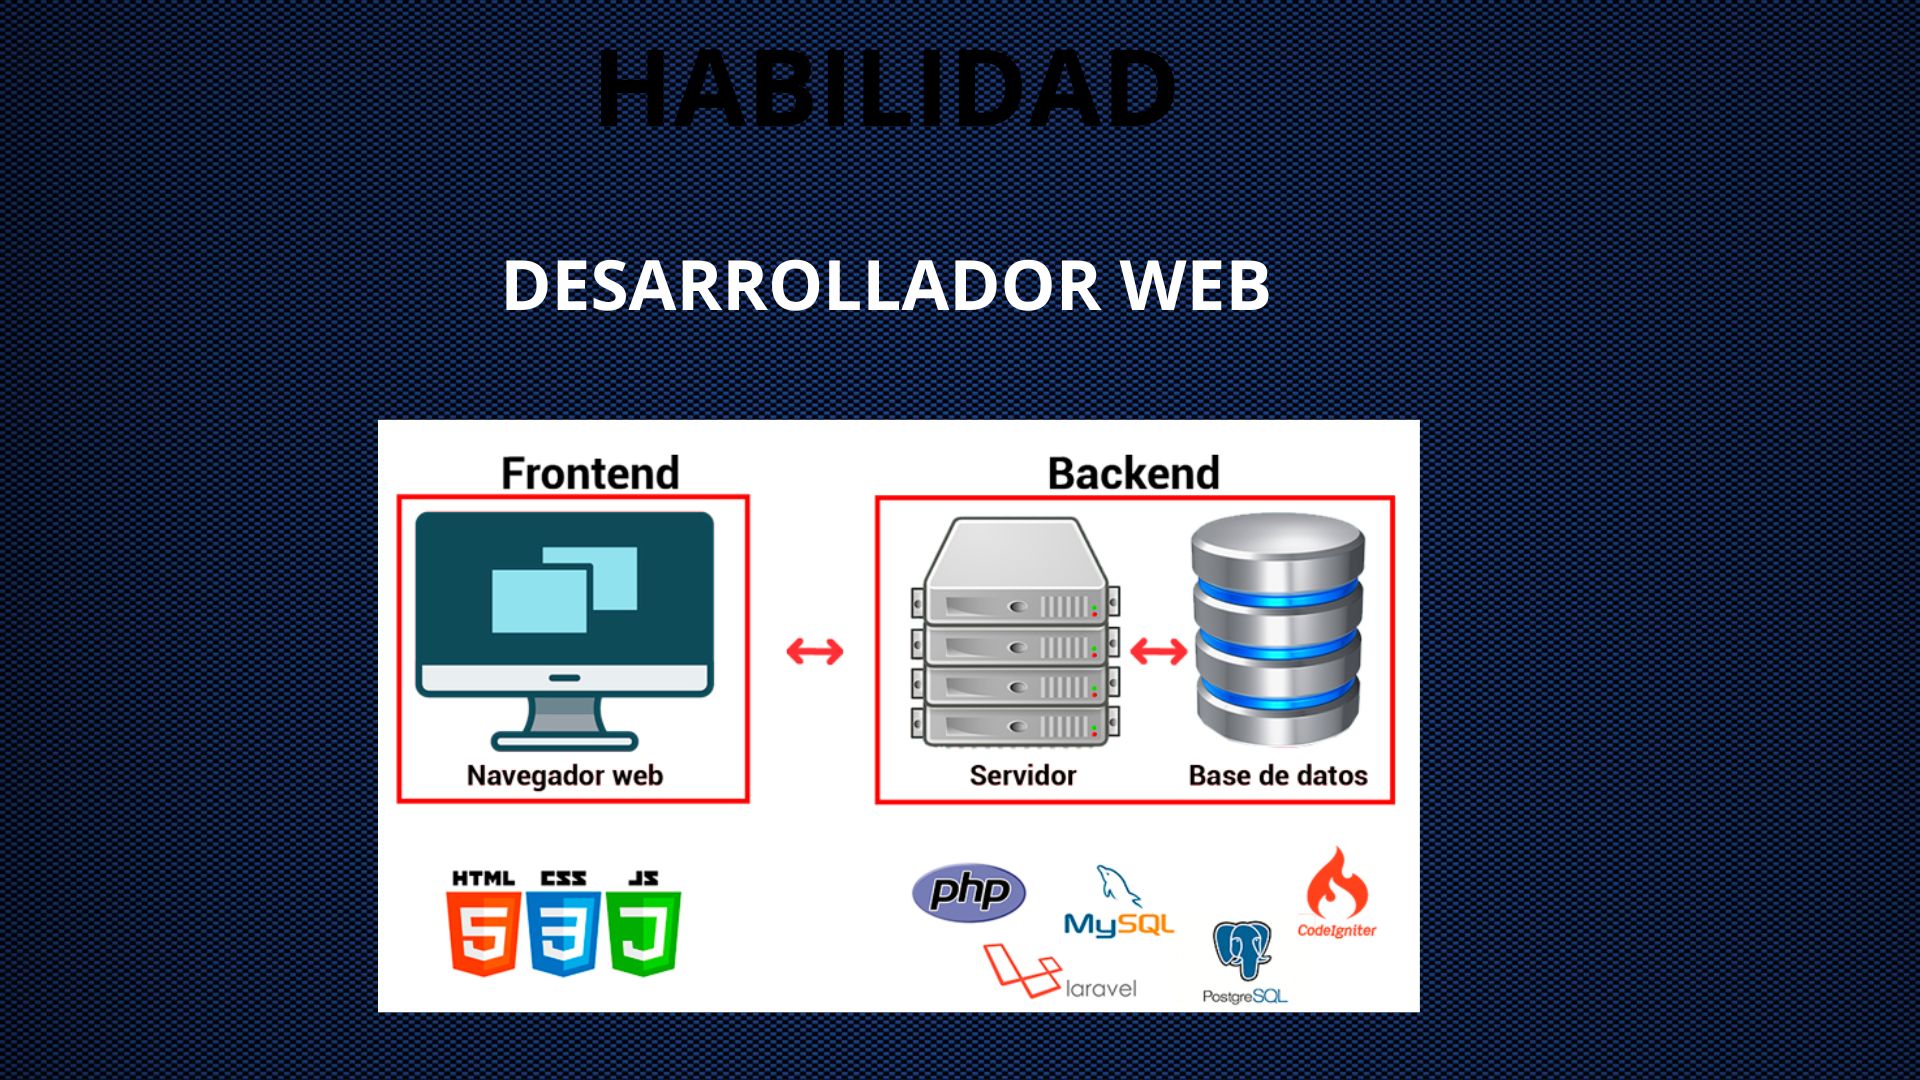 HABILIDAD
DESARROLLADOR WEB
Frontend
Backend
Navegador web
Servidor
Base de datos
HTML CSS JS
5 3 J
php
MySQL
CodeIgniter
laravel
PostgreSQL